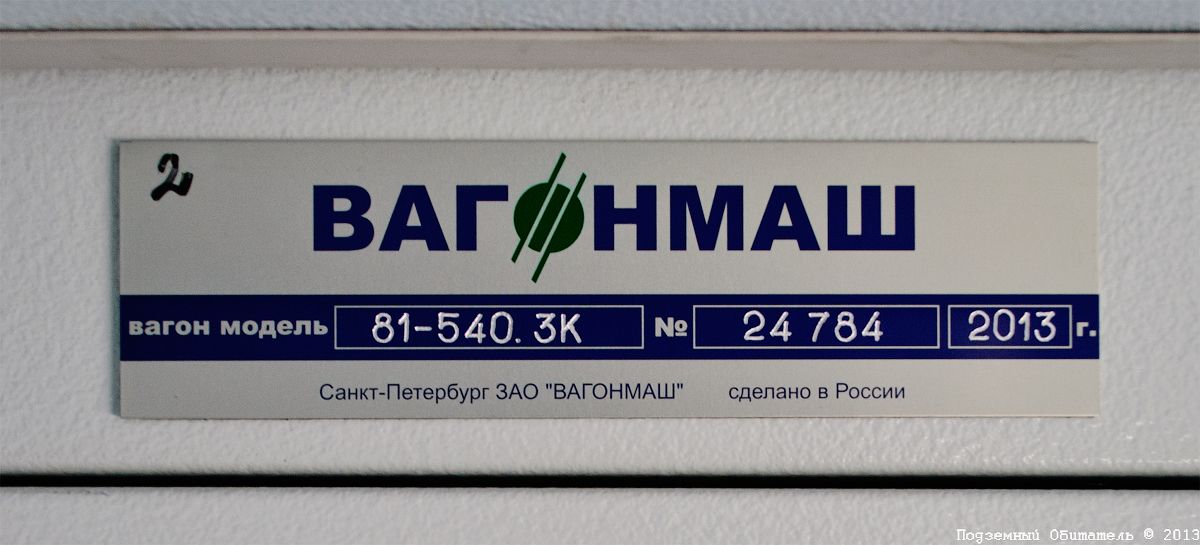 2
ВАГОНМАШ
вагон модель 81-540.3К № 24 784 2013 г.
Санкт-Петербург ЗАО "ВАГОНМАШ" сделано в России
Подземный Обитатель © 2013